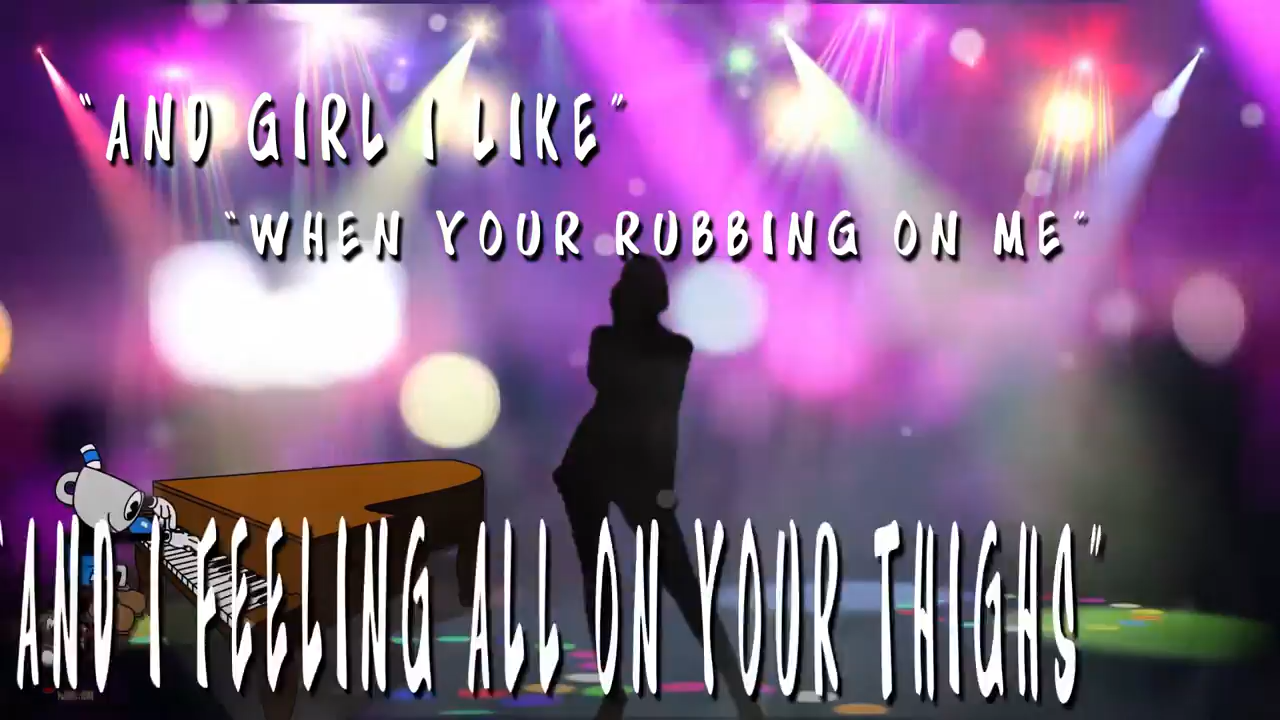 "AND GIRL I LIKE"
"WHEN YOUR RUBBING ON ME"
"AND I FEELING ALL ON YOUR THIGHS"